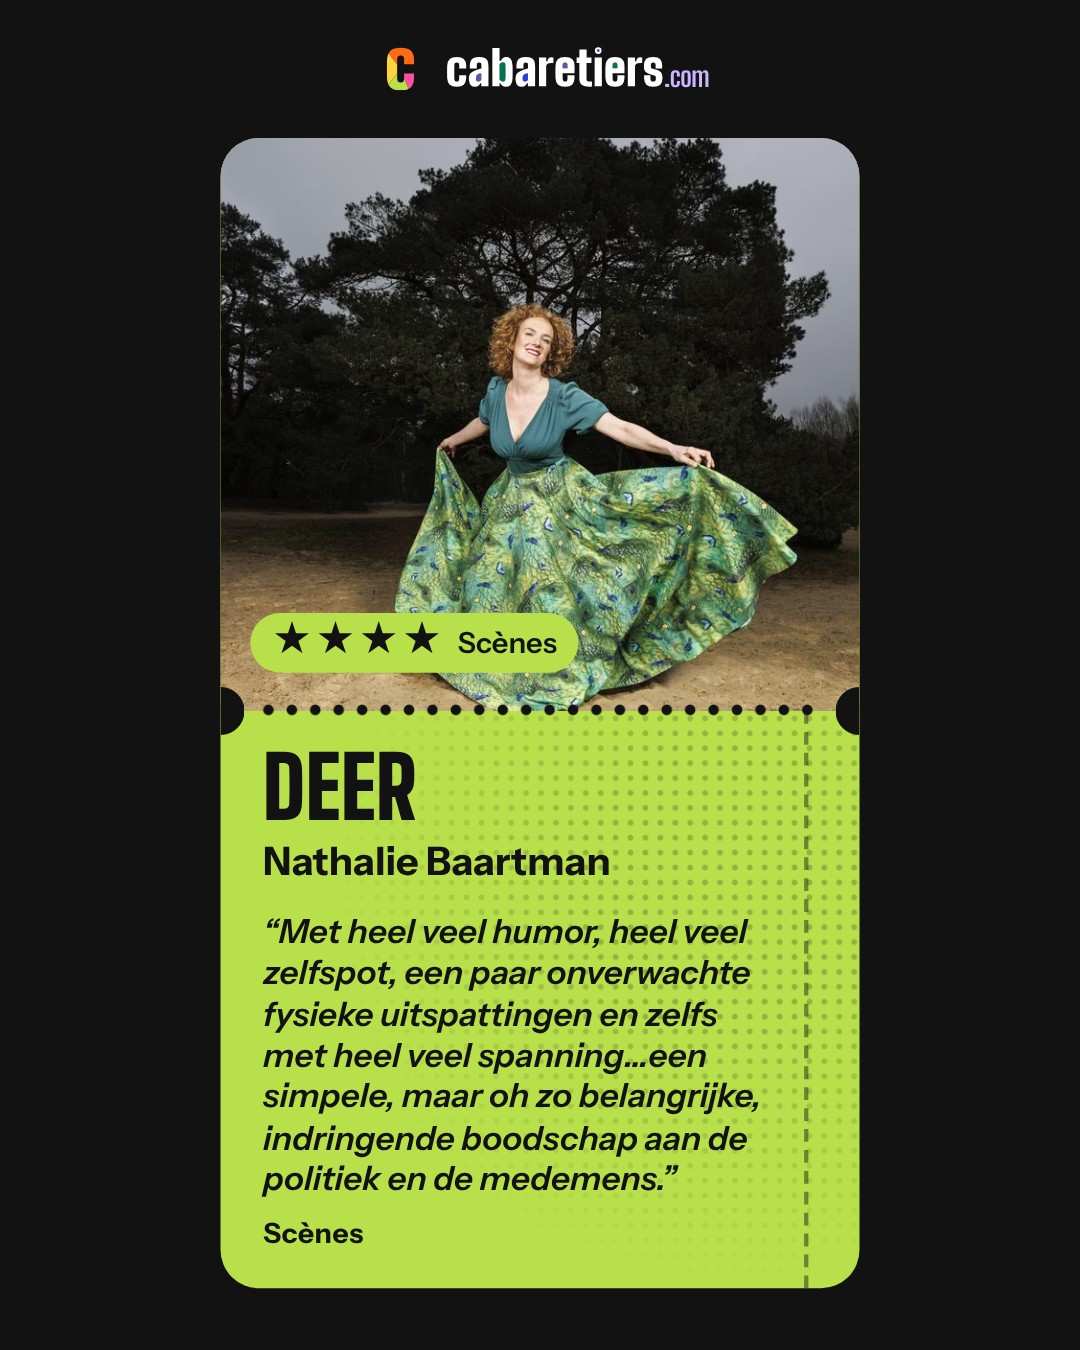 cabaretiers.com
★★★★ Scènes
DEER
Nathalie Baartman
“Met heel veel humor, heel veel
zelfspot, een paar onverwachte
fysieke uitspattingen en zelfs
met heel veel spanning...een
simpele, maar oh zo belangrijke,
indringende boodschap aan de
politiek en de medemens.”
Scènes